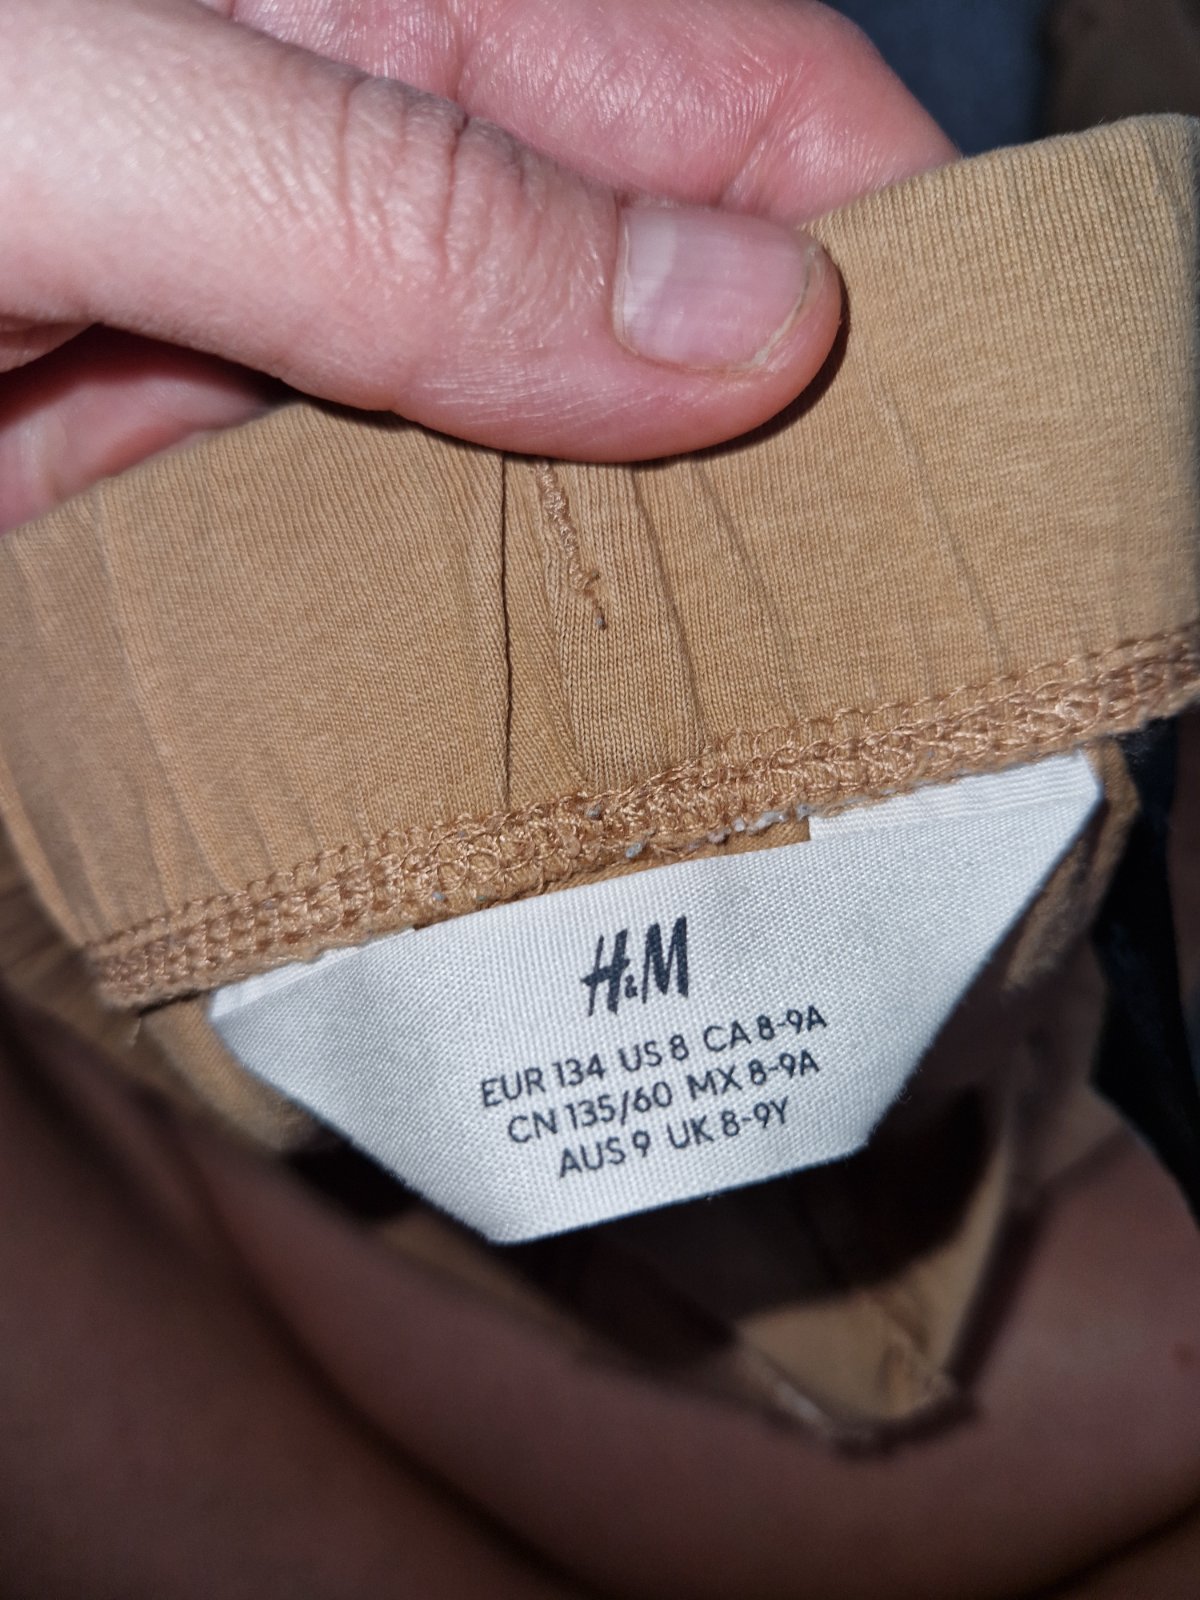 H&M
EUR 134 US 8 CA 8-9A
CN 135/60 MX 8-9A
AUS 9 UK 8-9Y